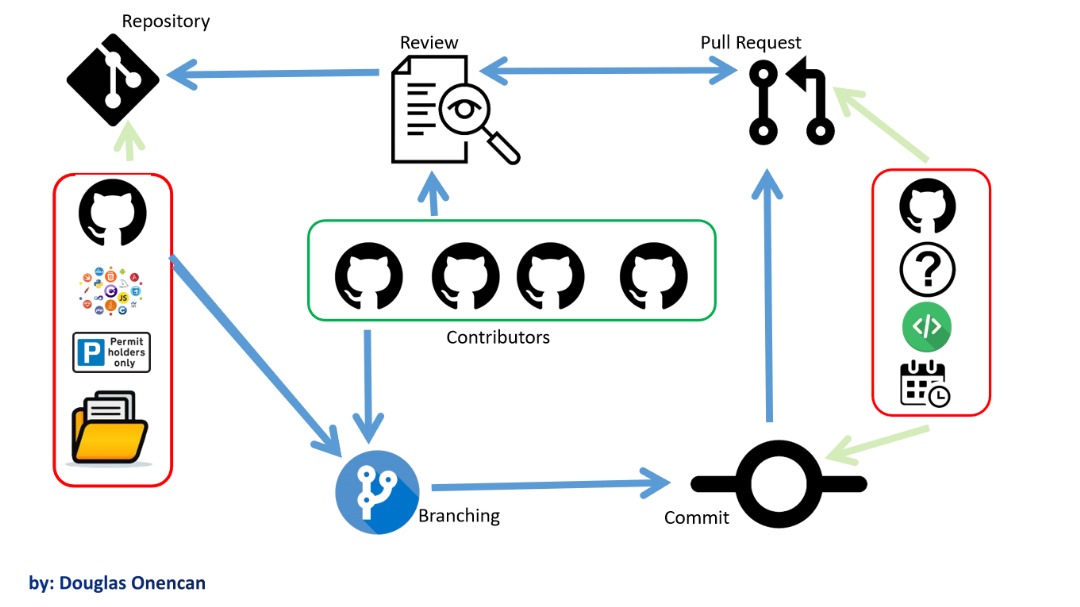 Repository
Review
Pull Request
P
Permit
holders
only
JS
?
</>
Contributors
Branching
Commit
by: Douglas Onencan